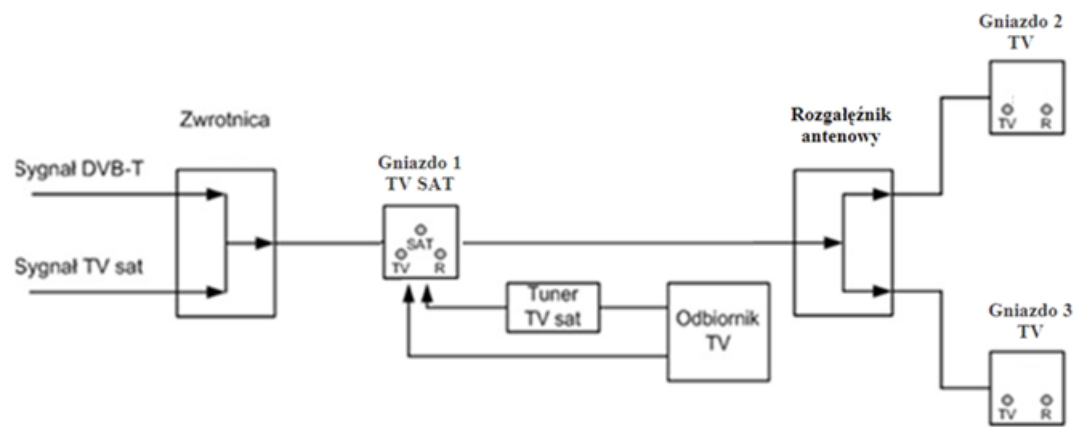 Zwrotnica
Sygnał DVB-T
Sygnał TV sat
Gniazdo 1
TV SAT
SAT
TV R
Tuner
TV sat
Odbiornik
TV
Rozgałęźnik
antenowy
Gniazdo 2
TV
TV R
Gniazdo 3
TV
TV R